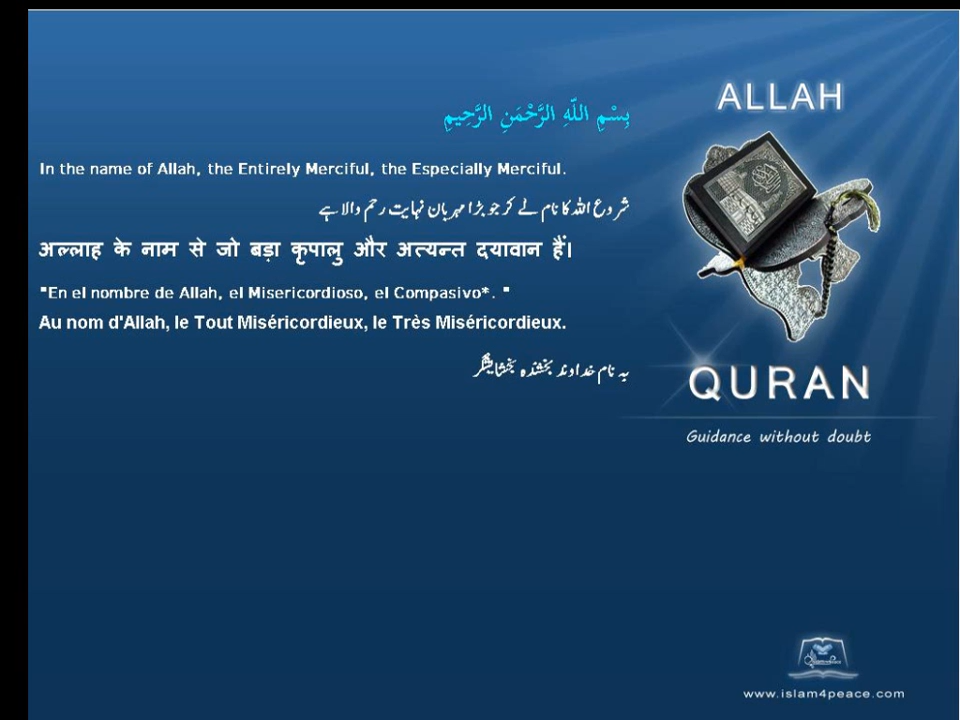 بِسْمِ اللَّهِ الرَّحْمَنِ الرَّحِيمِ
In the name of Allah, the Entirely Merciful, the Especially Merciful.
شروع الله کا نام لے کر جو بڑا مہربان نہایت رحم والا ہے
अल्लाह के नाम से जो बड़ा कृपालु और अत्यन्त दयावान हैं।
"En el nombre de Allah, el Misericordioso, el Compasivo*. "
Au nom d'Allah, le Tout Miséricordieux, le Très Miséricordieux.
به نام خداوند بخشنده بخشایشگر
ALLAH
QURAN
Guidance without doubt
www.islam4peace.com